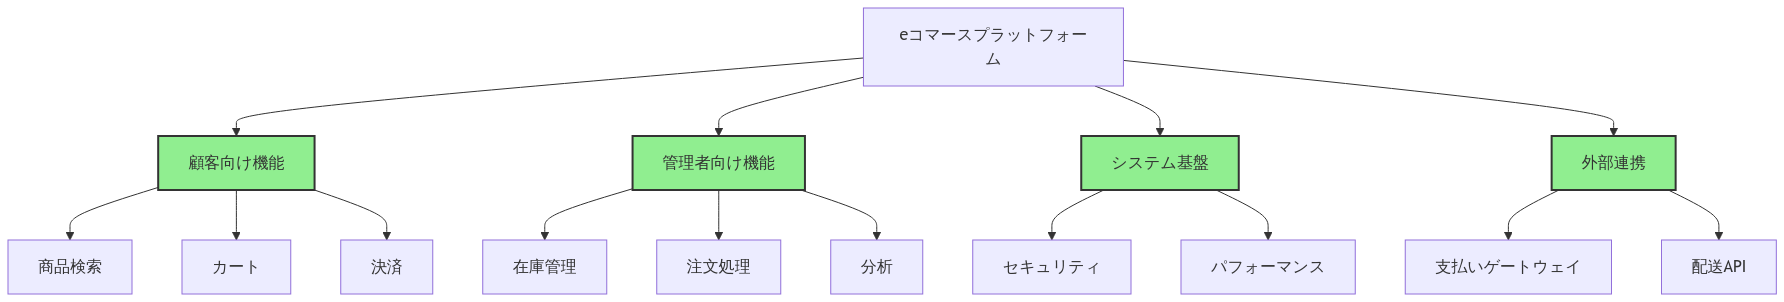 eコマースプラットフォー
ム
顧客向け機能
管理者向け機能
システム基盤
外部連携
商品検索
カート
決済
在庫管理
注文処理
分析
セキュリティ
パフォーマンス
支払いゲートウェイ
配送API